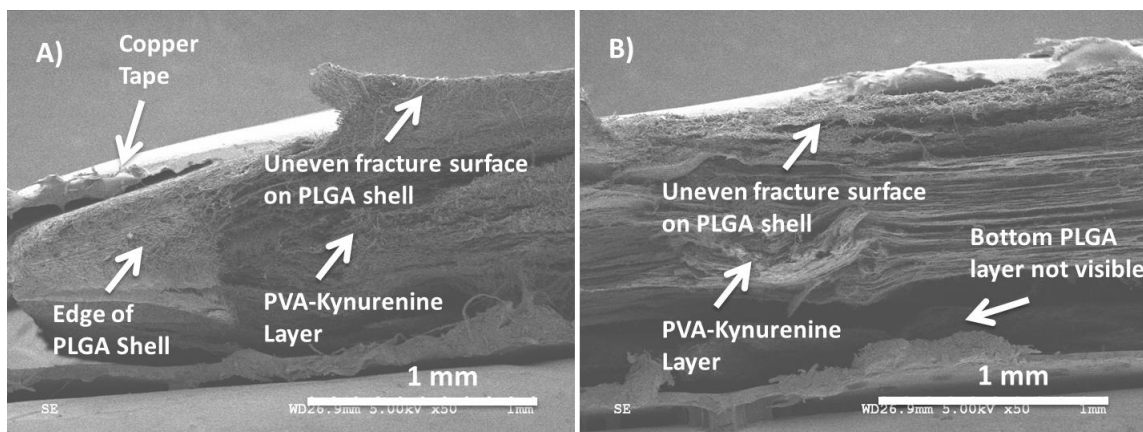 A)
Copper
Tape
Uneven fracture surface
on PLGA shell
Edge of
PLGA Shell
PVA-Kynurenine
Layer
1 mm
SE
WD26.9mm 5.00kV x50 1mm
B)
Uneven fracture surface
on PLGA shell
Bottom PLGA
layer not visible
PVA-Kynurenine
Layer
1 mm
SE
WD26.9mm 5.00kV x50 1mm